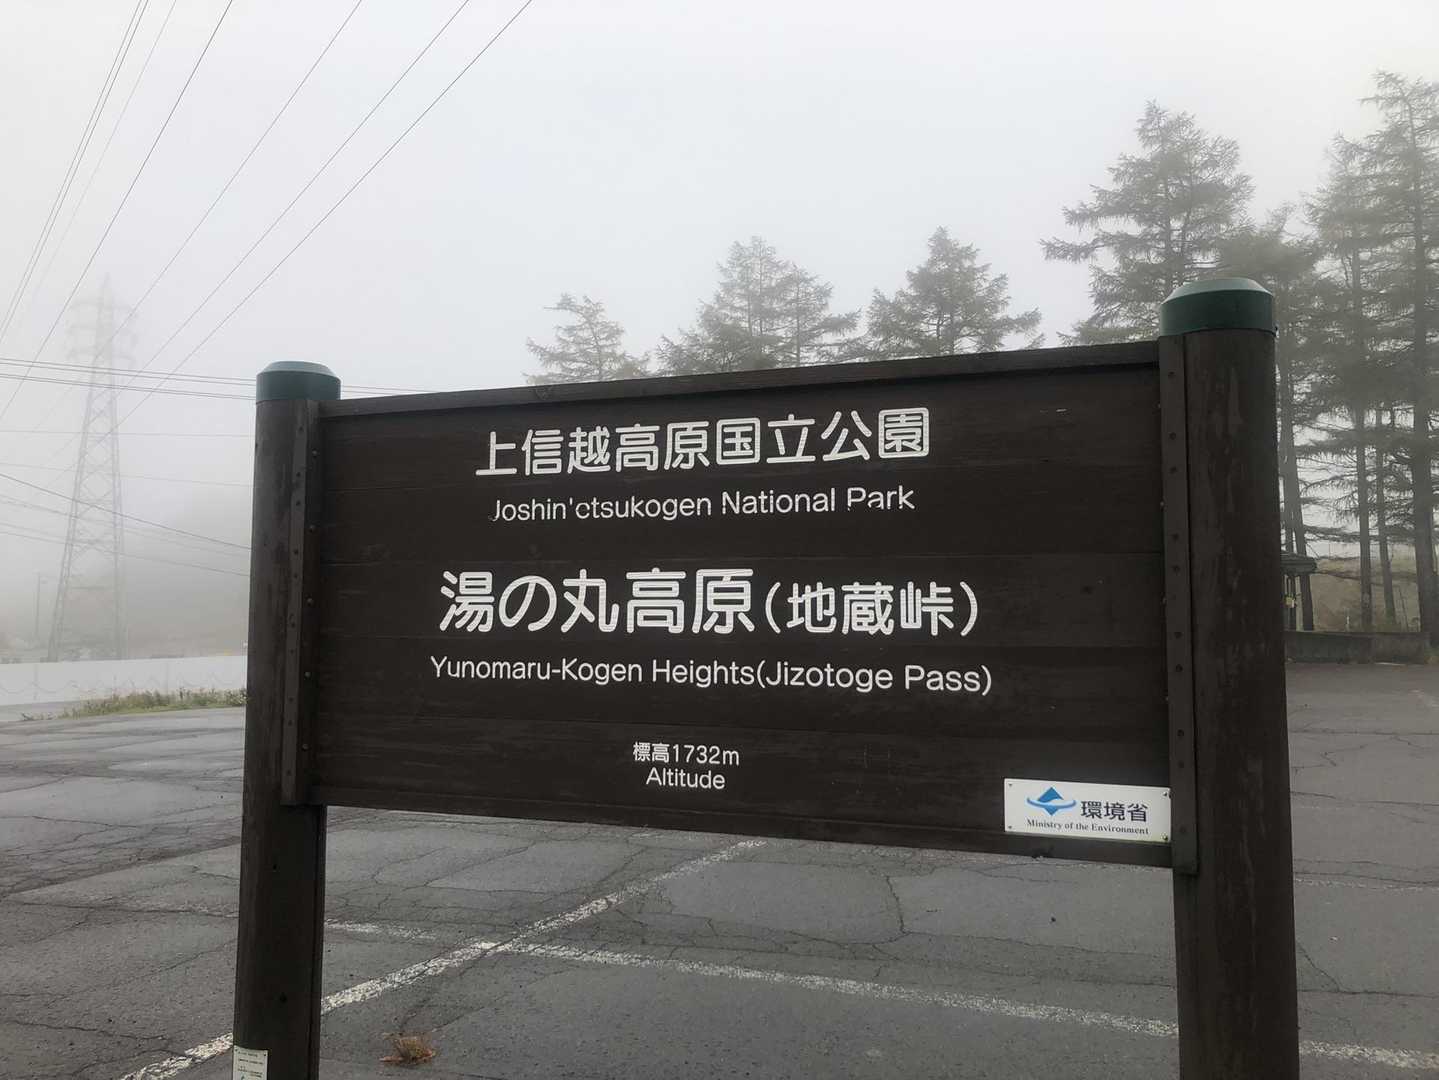 上信越高原国立公園
Joshin'etsukogen National Park
湯の丸高原(地蔵峠)
Yunomaru-Kogen Heights(Jizotoge Pass)
標高1732m
Altitude
環境省
Ministry of the Environment